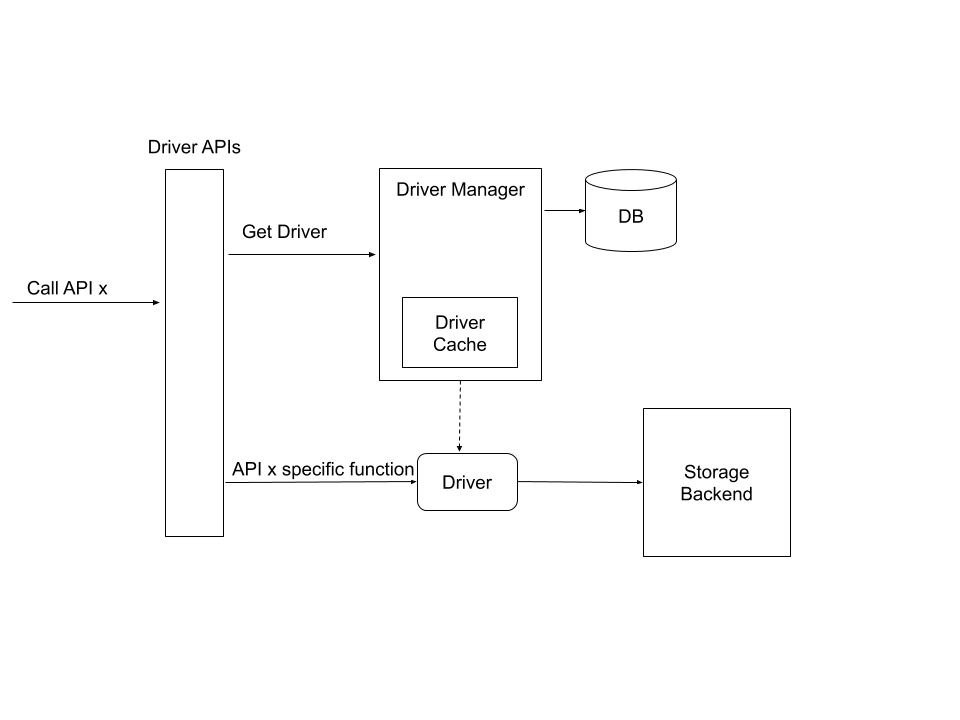 Driver APIs
Driver Manager
DB
Get Driver
Call API x
Driver
Cache
API x specific function
Driver
Storage
Backend